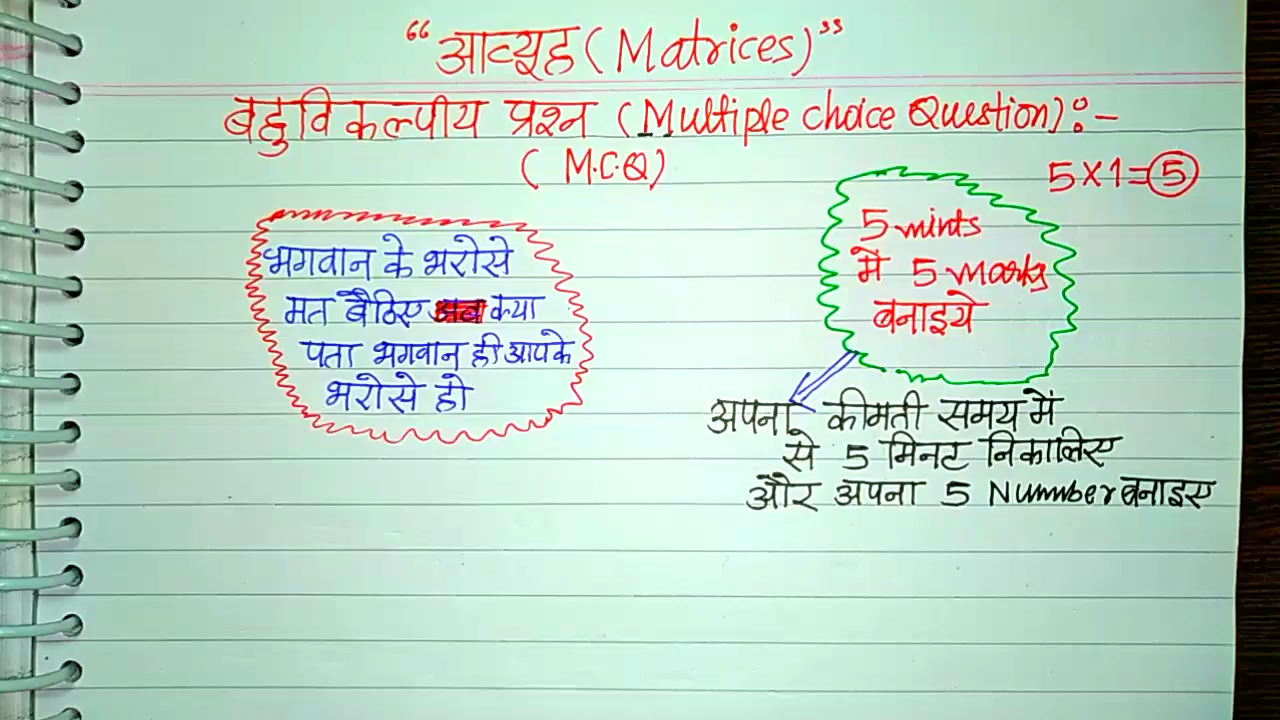 “आव्यूह (Matrices)”
बहुविकल्पीय प्रश्न (Multiple choice Question):-
(M.C.Q)
5×1=5
भगवान के भरोसे
मत बैठिए क्या
पता भगवान ही आपके
भरोसे हो
5 mints
में 5 marks
बनाइये
अपना कीमती समय में
से 5 मिनट निकालिए
और अपना 5 Number बनाइए